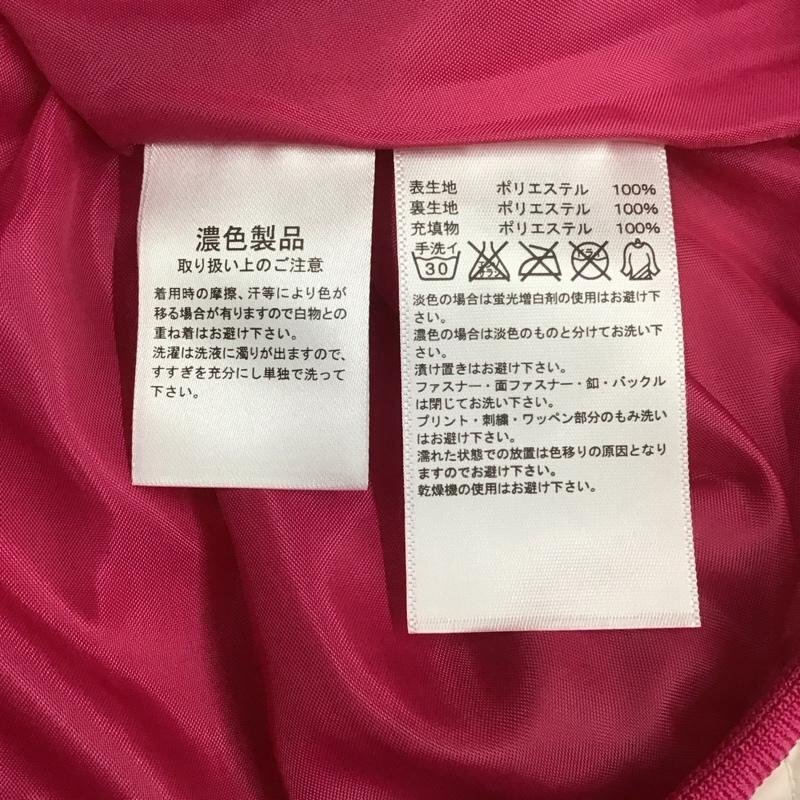 濃色製品
取り扱い上のご注意
着用時の摩擦、汗等により色が
移る場合が有りますので白物との
重ね着はお避け下さい。
洗濯は洗液に濁りが出ますので、
すすぎを充分にし単独で洗って
下さい。
表生地 ポリエステル 100%
裏生地 ポリエステル 100%
充填物 ポリエステル 100%
手洗イ
30
エンソサラシ
ドライ
淡色の場合は蛍光増白剤の使用はお避け下
さい。
濃色の場合は淡色のものと分けてお洗い下
さい。
漬け置きはお避け下さい。
ファスナー・面ファスナー・釦・バックル
は閉じてお洗い下さい。
プリント・刺繍・ワッペン部分のもみ洗い
はお避け下さい。
濡れた状態での放置は色移りの原因となり
ますのでお避け下さい。
乾燥機の使用はお避け下さい。